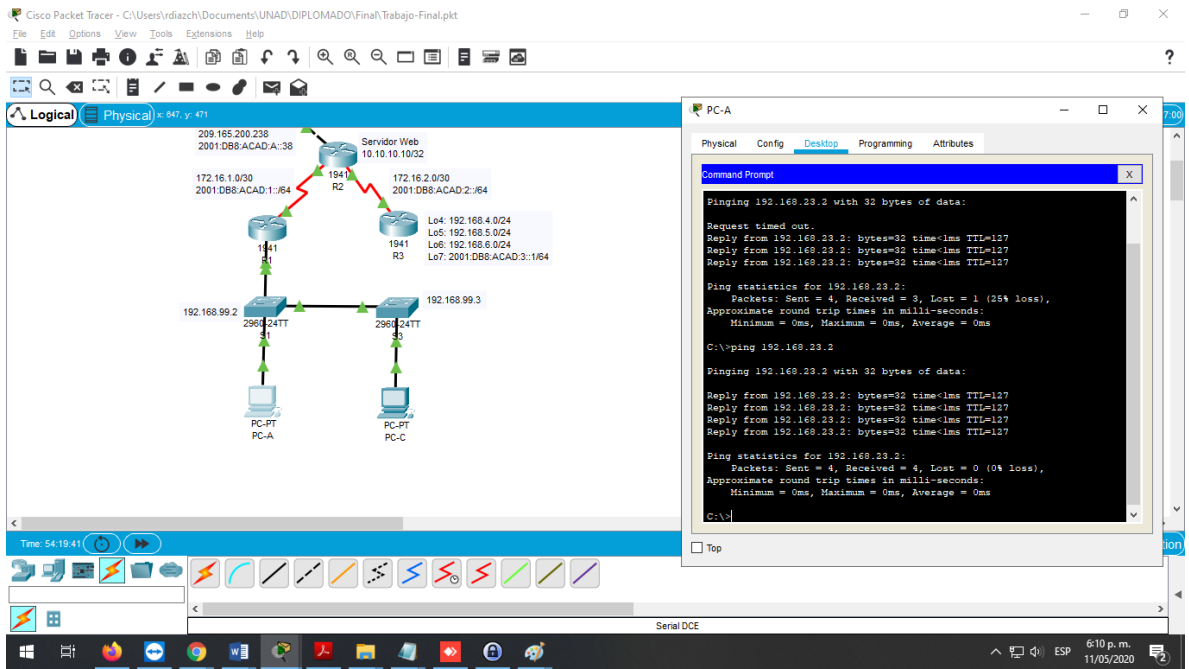 Cisco Packet Tracer - C:\Users\rdiazch\Documents\UNAD\DIPLOMADO\Final\Trabajo-Final.pkt
File Edit Options View Tools Extensions Help
?
Logical
Physical
x: 647, y: 471
7:00
209.165.200.238
2001:DB8:ACAD:A::38
Servidor Web
10.10.10.10/32
1941
R2
172.16.1.0/30
2001:DB8:ACAD:1::/64
172.16.2.0/30
2001:DB8:ACAD:2::/64
1941
R1
1941
R3
Lo4: 192.168.4.0/24
Lo5: 192.168.5.0/24
Lo6: 192.168.6.0/24
Lo7: 2001:DB8:ACAD:3::1/64
192.168.99.2
2960-24TT
S1
192.168.99.3
2960-24TT
S3
PC-PT
PC-A
PC-PT
PC-C
PC-A
Physical Config Desktop Programming Attributes
Command Prompt
X
Pinging 192.168.23.2 with 32 bytes of data:
Request timed out.
Reply from 192.168.23.2: bytes=32 time<1ms TTL=127
Reply from 192.168.23.2: bytes=32 time<1ms TTL=127
Reply from 192.168.23.2: bytes=32 time<1ms TTL=127
Ping statistics for 192.168.23.2:
Packets: Sent = 4, Received = 3, Lost = 1 (25% loss),
Approximate round trip times in milli-seconds:
Minimum = 0ms, Maximum = 0ms, Average = 0ms
C:\>ping 192.168.23.2
Pinging 192.168.23.2 with 32 bytes of data:
Reply from 192.168.23.2: bytes=32 time<1ms TTL=127
Reply from 192.168.23.2: bytes=32 time<1ms TTL=127
Reply from 192.168.23.2: bytes=32 time<1ms TTL=127
Reply from 192.168.23.2: bytes=32 time<1ms TTL=127
Ping statistics for 192.168.23.2:
Packets: Sent = 4, Received = 4, Lost = 0 (0% loss),
Approximate round trip times in milli-seconds:
Minimum = 0ms, Maximum = 0ms, Average = 0ms
C:\>
Top
Time: 54:19:41
tion
Serial DCE
ESP
6:10 p. m.
11/05/2020
2